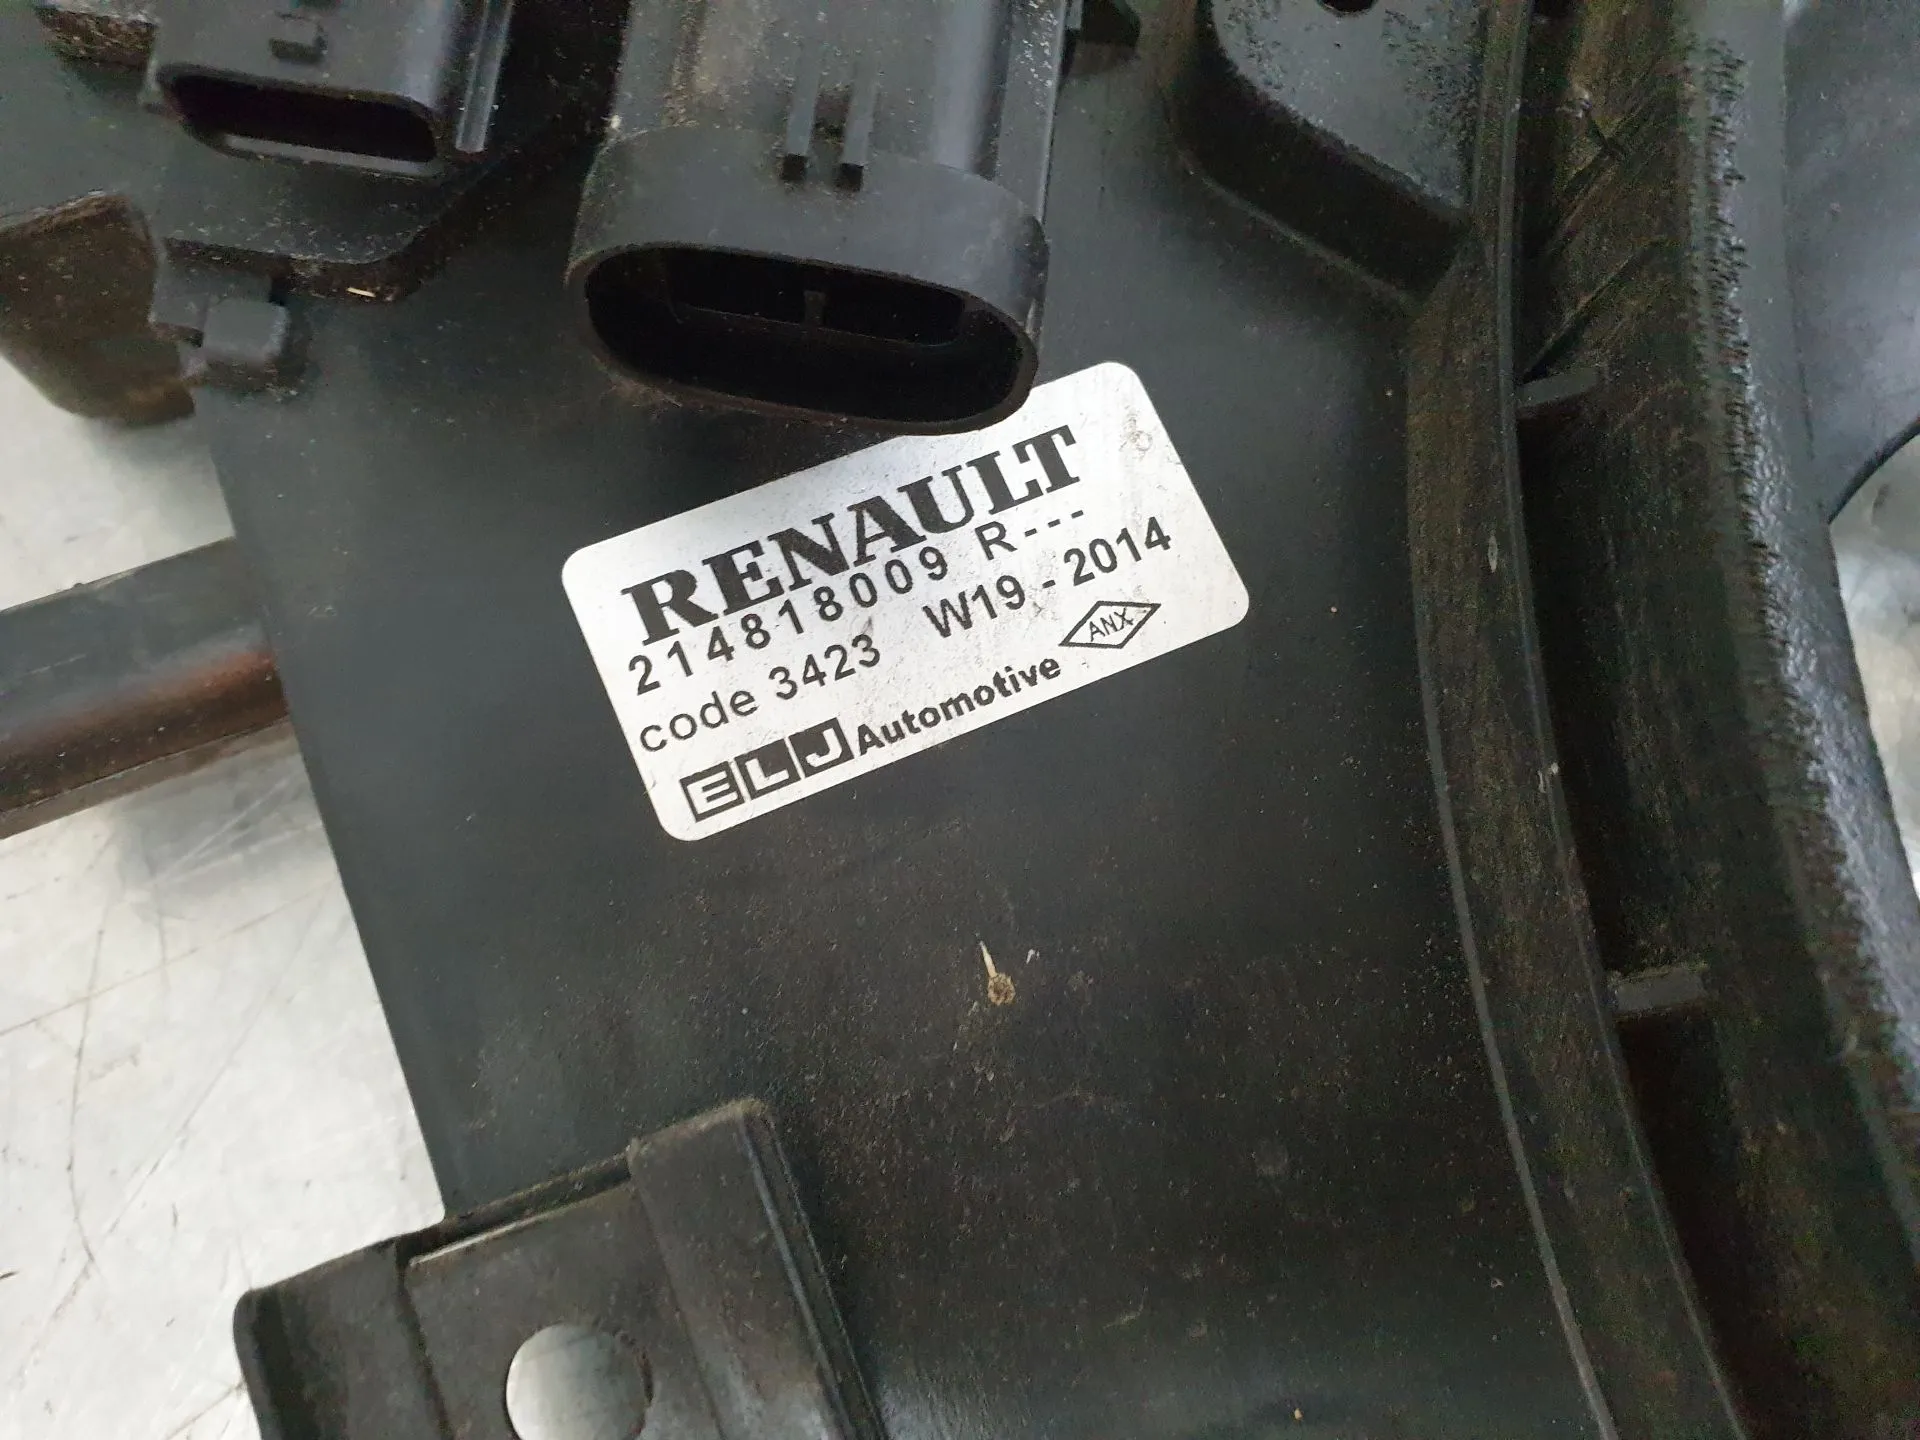 RENAULT
214818009 R---
code 3423 W19-2014
ELJ Automotive ANX